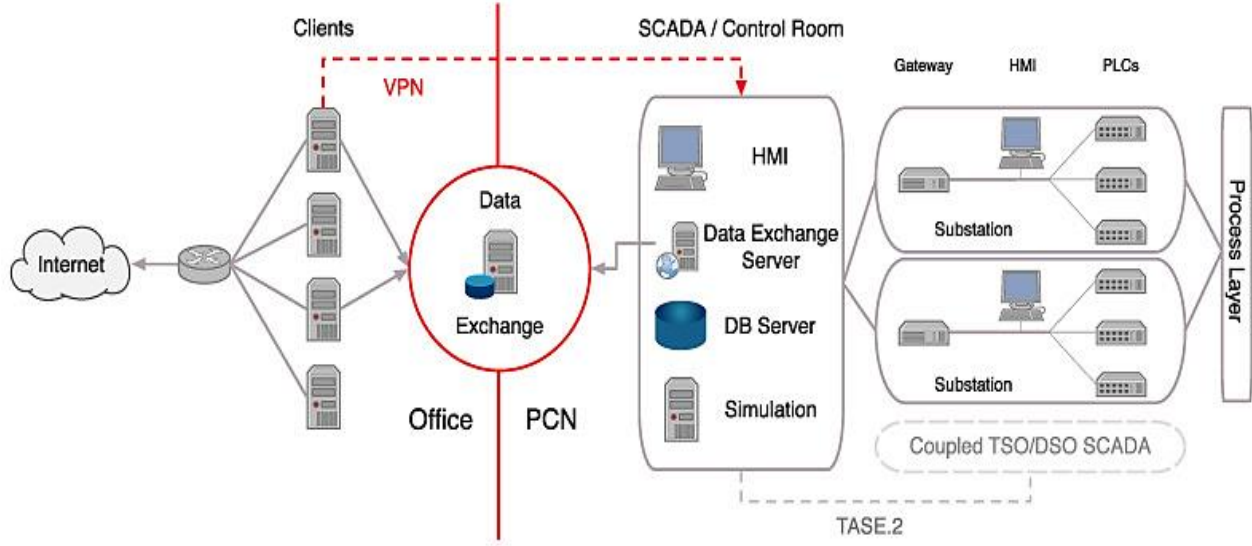 Clients
SCADA / Control Room
VPN
Gateway
HMI
PLCs
HMI
Data
Data Exchange
Server
Internet
Exchange
DB Server
Simulation
Office
PCN
Substation
Substation
Process Layer
Coupled TSO/DSO SCADA
TASE.2